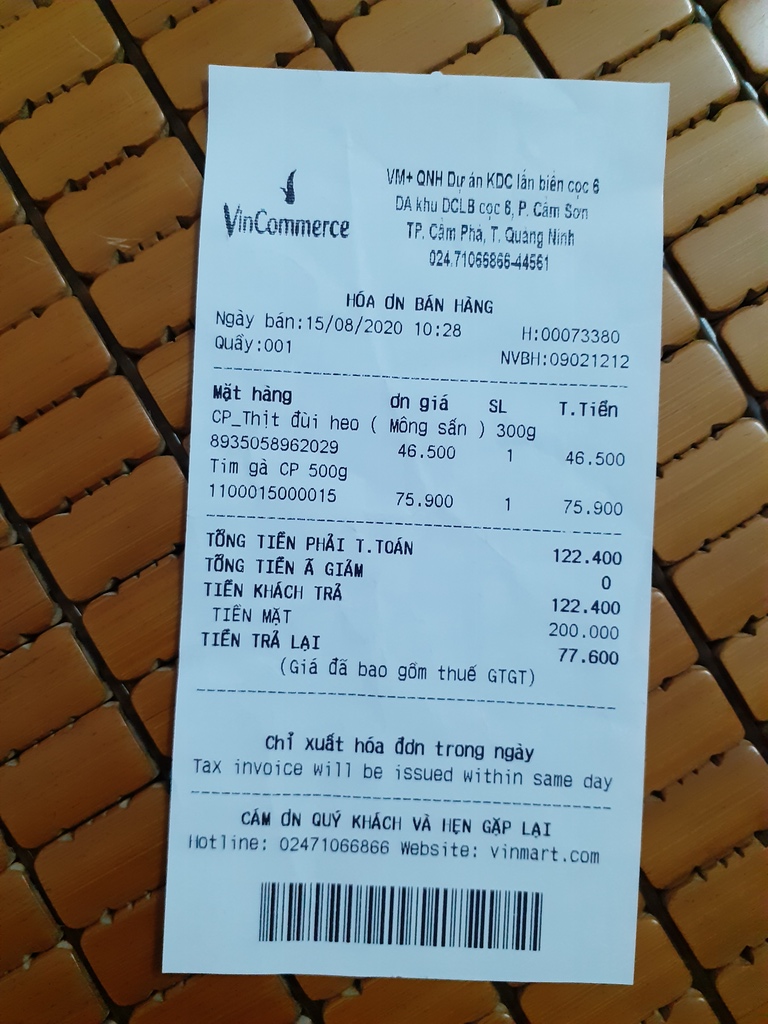 VinCommerce
VM+ QNH Dự án KDC lấn biển cọc 6
DA khu DCLB cọc 6, P. Cẩm Sơn
TP. Cẩm Phả, T. Quảng Ninh
024.71066866-44561
HÓA ƠN BÁN HÀNG
Ngày bán:15/08/2020 10:28 H:00073380
Quầy:001 NVBH:09021212
Mặt hàng ơn giá SL T.Tiền
CP_Thịt đùi heo ( Mông sấn ) 300g
8935058962029 46.500 1 46.500
Tim gà CP 500g
1100015000015 75.900 1 75.900
TỔNG TIỀN PHẢI T.TOÁN 122.400
TỔNG TIỀN Ã GIẢM 0
TIỀN KHÁCH TRẢ 122.400
TIỀN MẶT 200.000
TIỀN TRẢ LẠI 77.600
(Giá đã bao gồm thuế GTGT)
Chỉ xuất hóa đơn trong ngày
Tax invoice will be issued within same day
CẢM ƠN QUÝ KHÁCH VÀ HẸN GẶP LẠI
Hotline: 02471066866 Website: vinmart.com